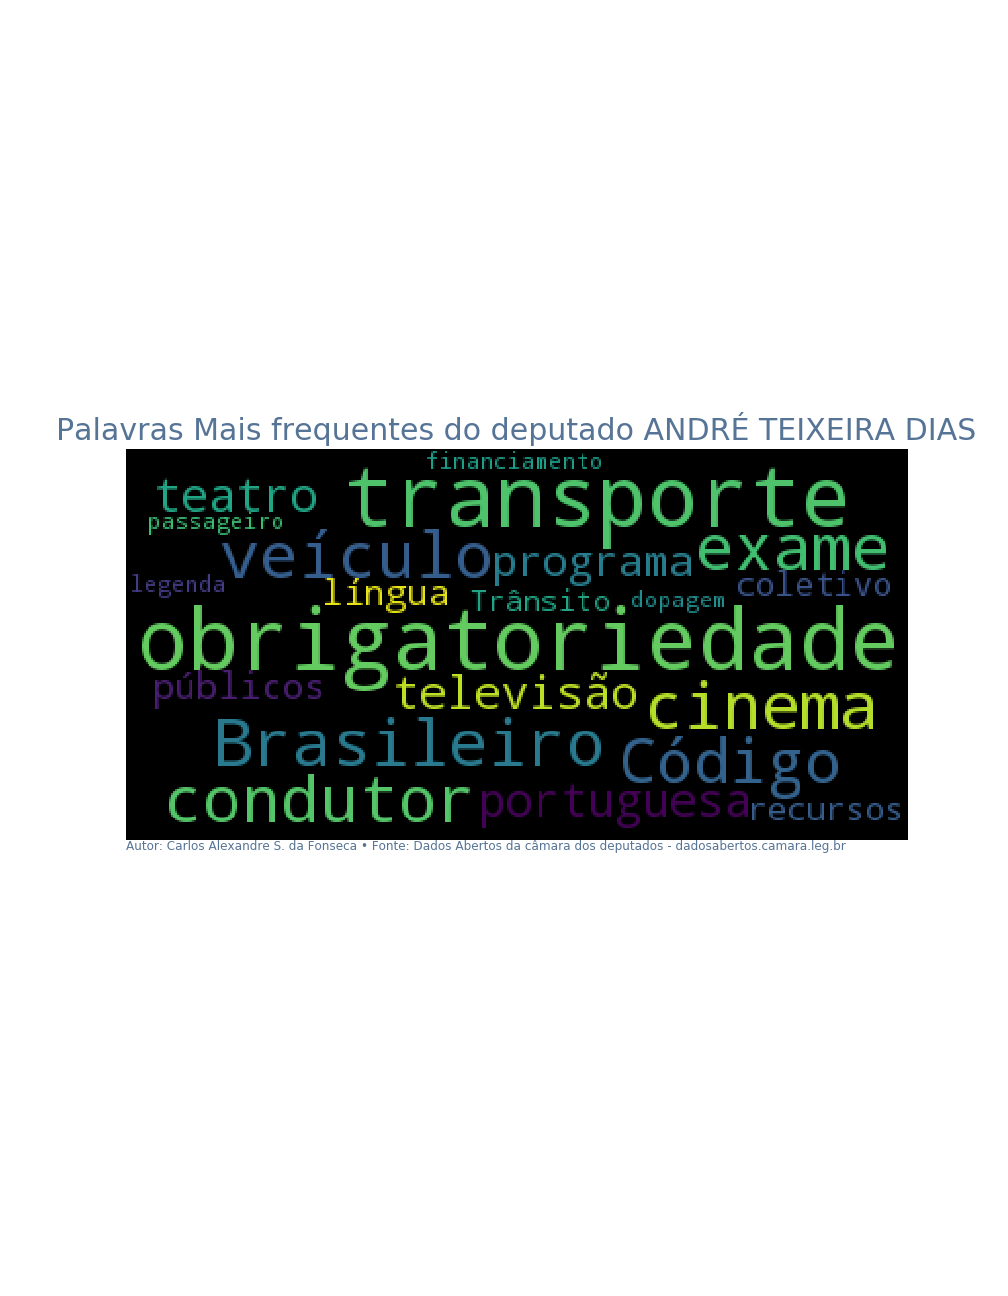 Palavras Mais frequentes do deputado ANDRÉ TEIXEIRA DIAS
financiamento
teatro transporte
passageiro
veículo programa exame
legenda língua Trânsito dopagem coletivo
obrigatoriedade
públicos televisão cinema
Brasileiro Código
condutor portuguesa recursos
Autor: Carlos Alexandre S. da Fonseca • Fonte: Dados Abertos da câmara dos deputados - dadosabertos.camara.leg.br